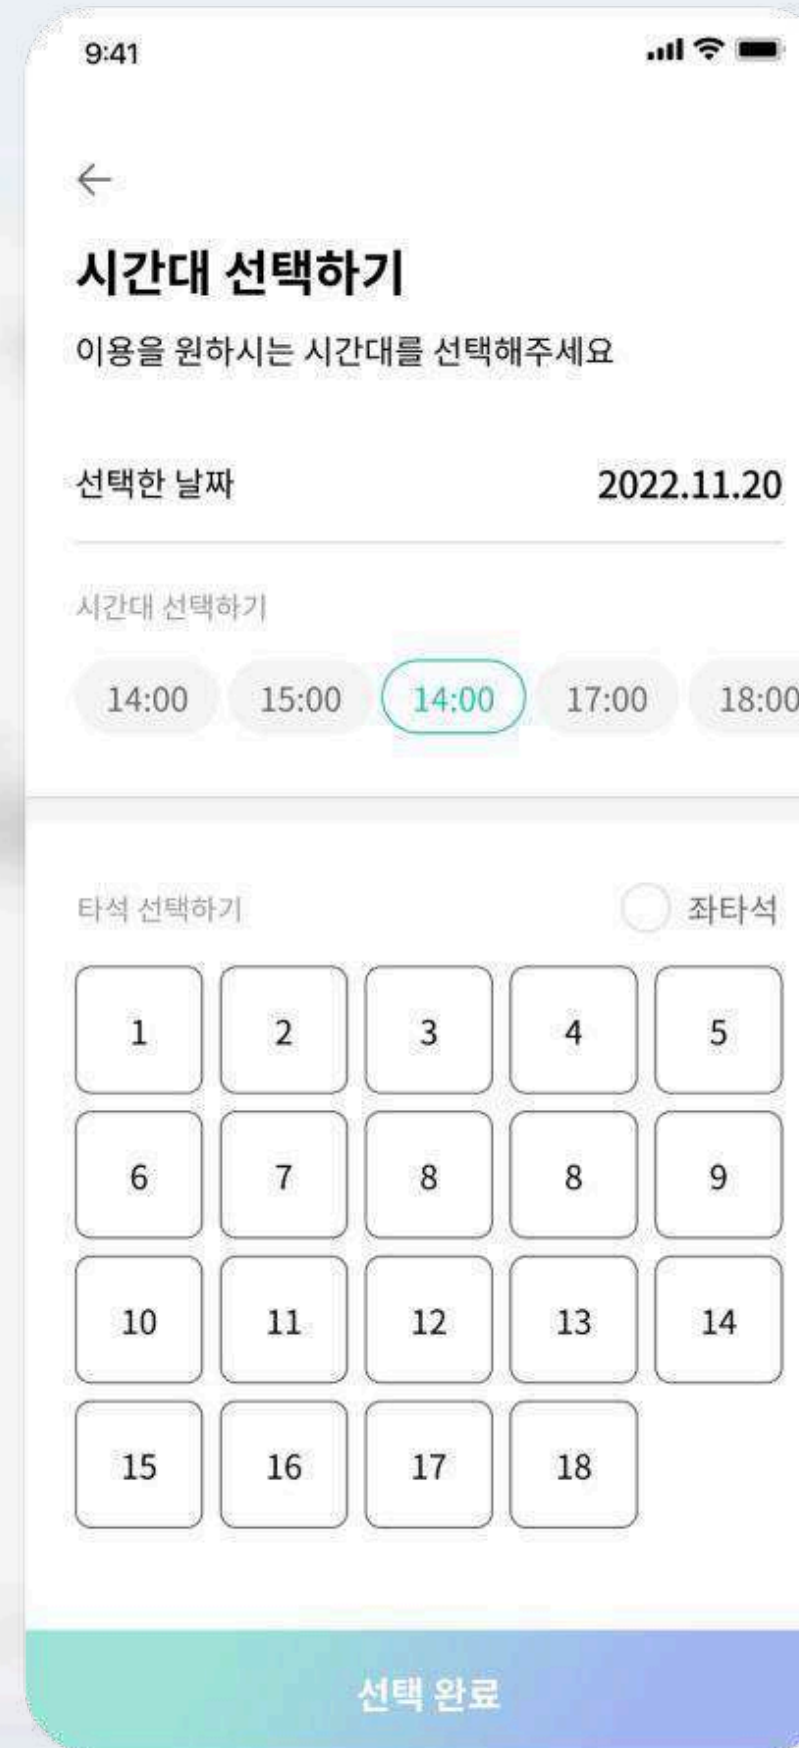 9:41
시간대 선택하기
이용을 원하시는 시간대를 선택해주세요
선택한 날짜 2022.11.20
시간대 선택하기
14:00 15:00 14:00 17:00 18:00
타석 선택하기 좌타석
1 2 3 4 5
6 7 8 8 9
10 11 12 13 14
15 16 17 18
선택 완료